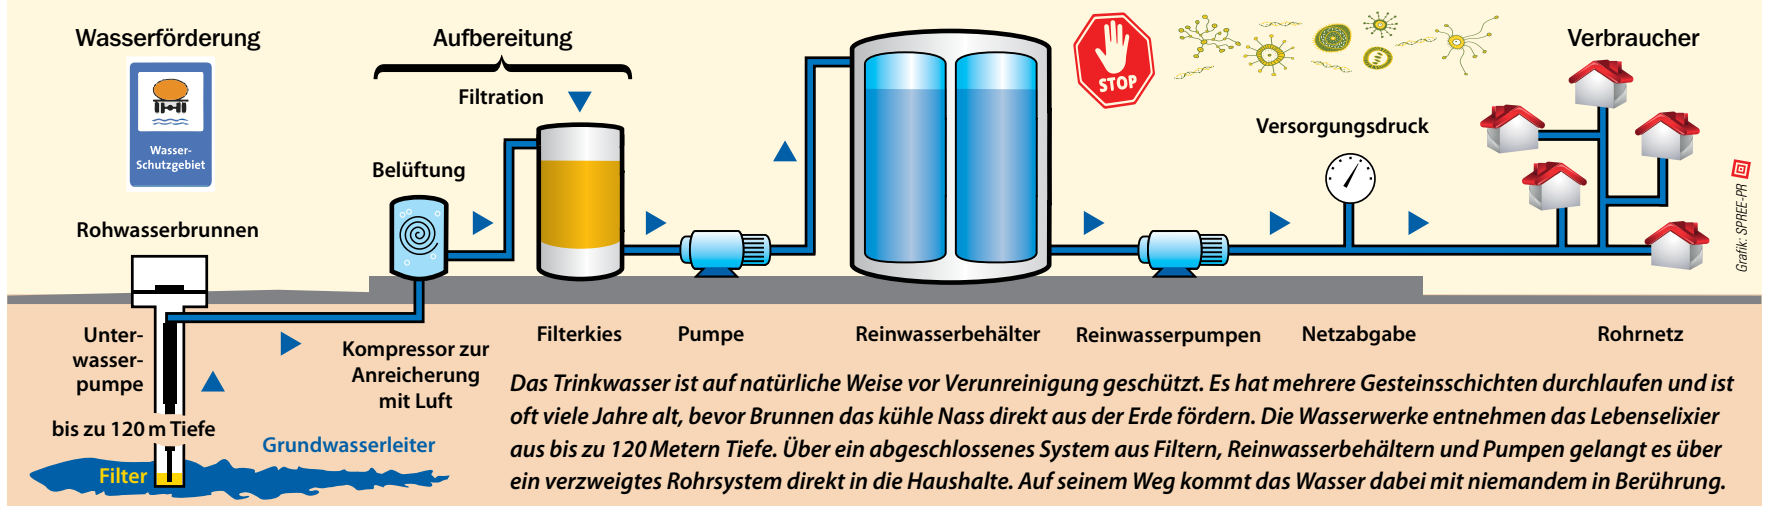 Wasserförderung
Wasser-
Schutzgebiet
Rohwasserbrunnen
Unter-
wasser-
pumpe
bis zu 120 m Tiefe
Filter
Grundwasserleiter
Aufbereitung
Filtration
Belüftung
Kompressor zur
Anreicherung
mit Luft
Filterkies
Pumpe
Reinwasserbehälter
STOP
Reinwasserpumpen
Versorgungsdruck
Netzabgabe
Verbraucher
Rohrnetz
Grafik: SPREE-PR
Das Trinkwasser ist auf natürliche Weise vor Verunreinigung geschützt. Es hat mehrere Gesteinsschichten durchlaufen und ist
oft viele Jahre alt, bevor Brunnen das kühle Nass direkt aus der Erde fördern. Die Wasserwerke entnehmen das Lebenselixier
aus bis zu 120 Metern Tiefe. Über ein abgeschlossenes System aus Filtern, Reinwasserbehältern und Pumpen gelangt es über
ein verzweigtes Rohrsystem direkt in die Haushalte. Auf seinem Weg kommt das Wasser dabei mit niemandem in Berührung.